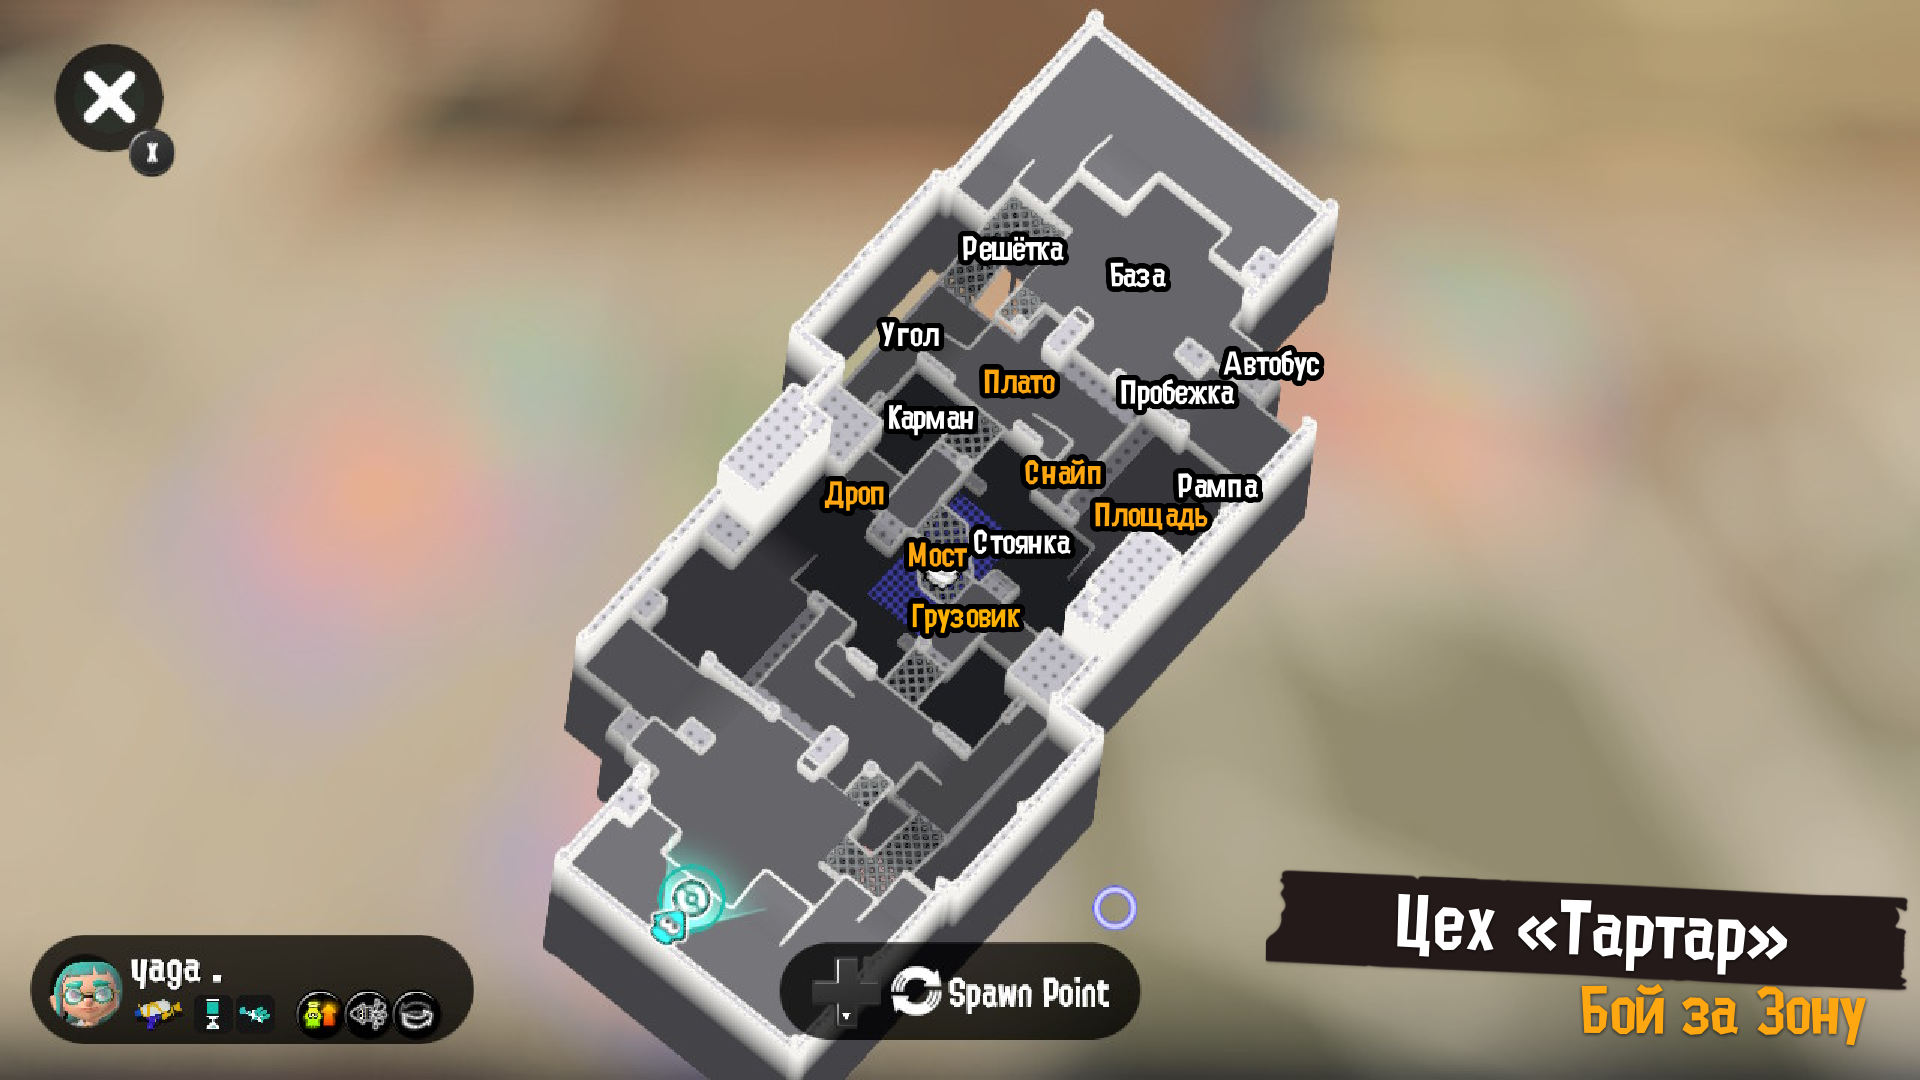 X
Решётка
База
Угол
Автобус
Плато
Пробежка
Карман
Снайп
Рампа
Дроп
Площадь
Стоянка
Мост
Грузовик
Цех «Тартар»
Бой за Зону
yaga .
Spawn Point